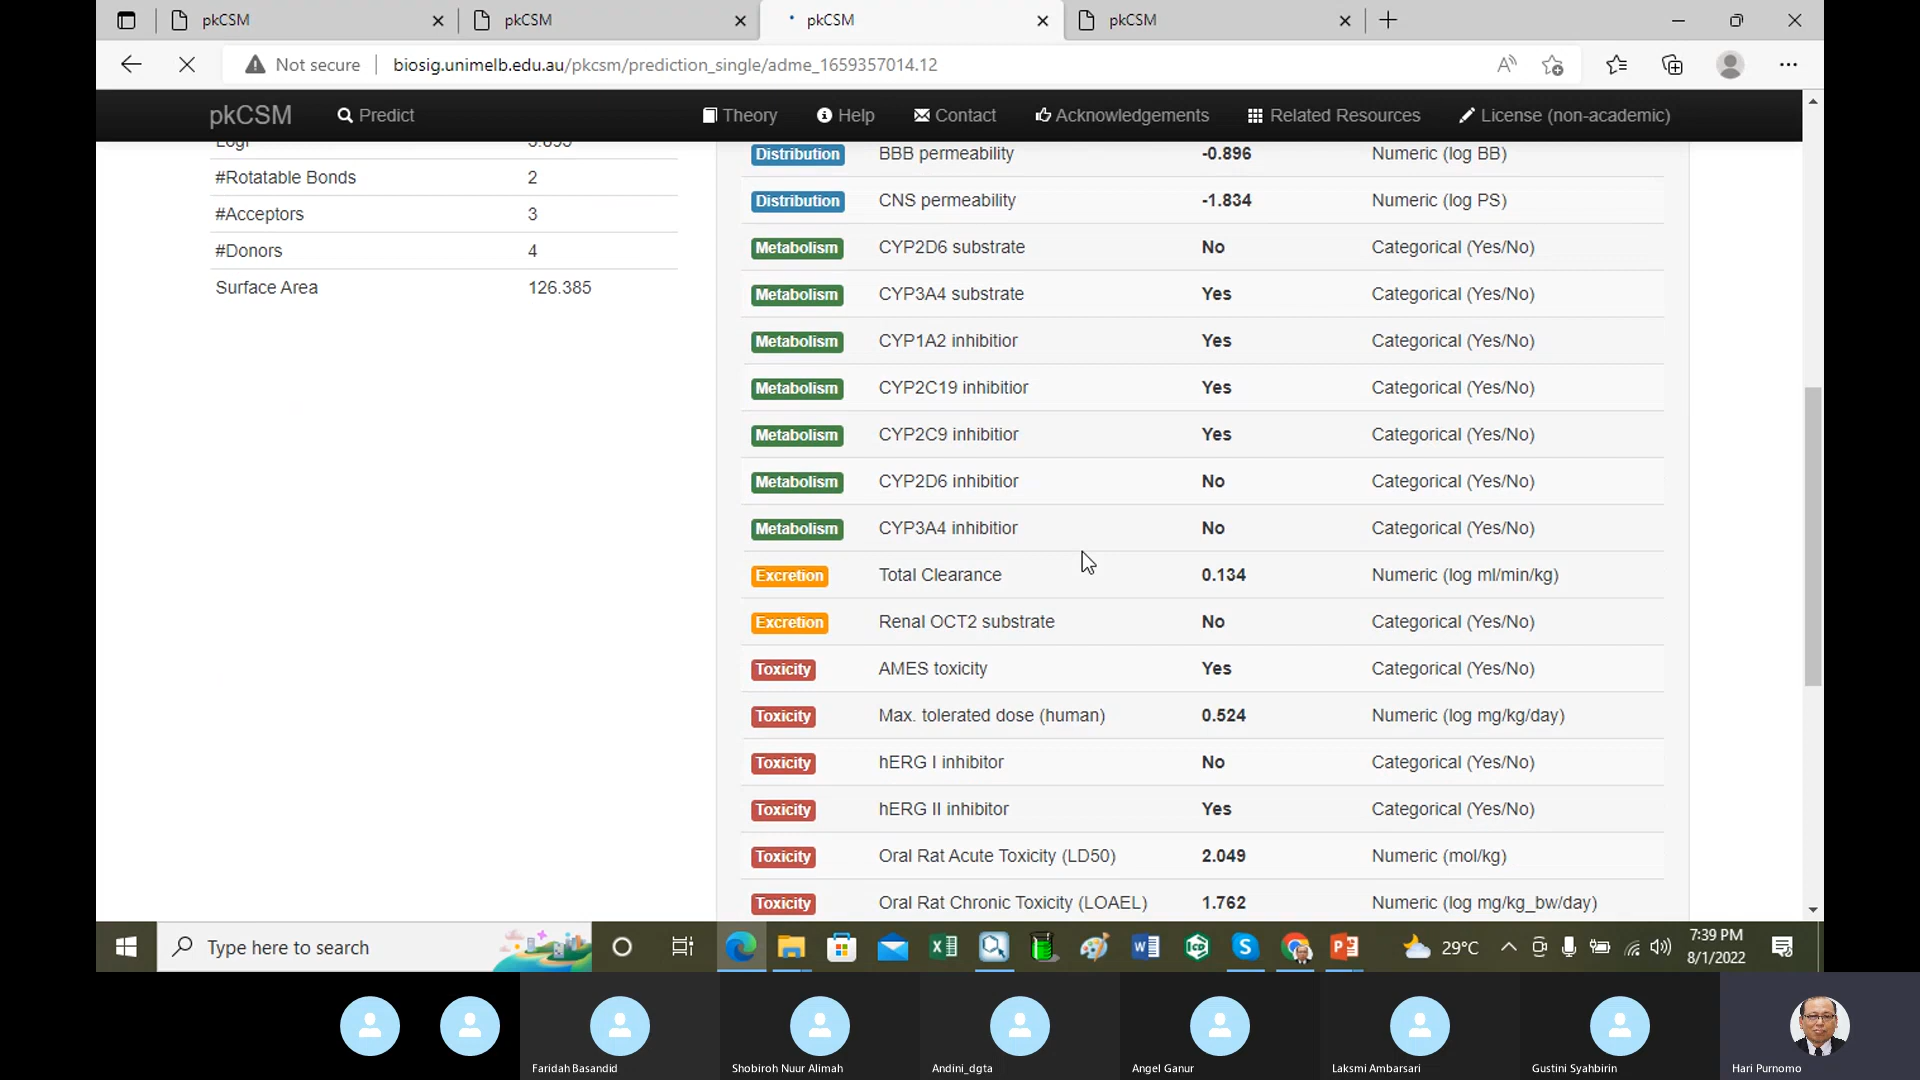 pkCSM
pkCSM
pkCSM
pkCSM
Not secure
biosig.unimelb.edu.au/pkcsm/prediction_single/adme_1659357014.12
pkCSM
Predict
Theory
Help
Contact
Acknowledgements
Related Resources
License (non-academic)
#Rotatable Bonds 2
#Acceptors 3
#Donors 4
Surface Area 126.385
Distribution BBB permeability -0.896 Numeric (log BB)
Distribution CNS permeability -1.834 Numeric (log PS)
Metabolism CYP2D6 substrate No Categorical (Yes/No)
Metabolism CYP3A4 substrate Yes Categorical (Yes/No)
Metabolism CYP1A2 inhibitior Yes Categorical (Yes/No)
Metabolism CYP2C19 inhibitior Yes Categorical (Yes/No)
Metabolism CYP2C9 inhibitior Yes Categorical (Yes/No)
Metabolism CYP2D6 inhibitior No Categorical (Yes/No)
Metabolism CYP3A4 inhibitior No Categorical (Yes/No)
Excretion Total Clearance 0.134 Numeric (log ml/min/kg)
Excretion Renal OCT2 substrate No Categorical (Yes/No)
Toxicity AMES toxicity Yes Categorical (Yes/No)
Toxicity Max. tolerated dose (human) 0.524 Numeric (log mg/kg/day)
Toxicity hERG I inhibitor No Categorical (Yes/No)
Toxicity hERG II inhibitor Yes Categorical (Yes/No)
Toxicity Oral Rat Acute Toxicity (LD50) 2.049 Numeric (mol/kg)
Toxicity Oral Rat Chronic Toxicity (LOAEL) 1.762 Numeric (log mg/kg_bw/day)
Type here to search
29°C
7:39 PM
8/1/2022
Faridah Basandid
Shobiroh Nuur Alimah
Andini_dgta
Angel Ganur
Laksmi Ambarsari
Gustini Syahbirin
Hari Purnomo